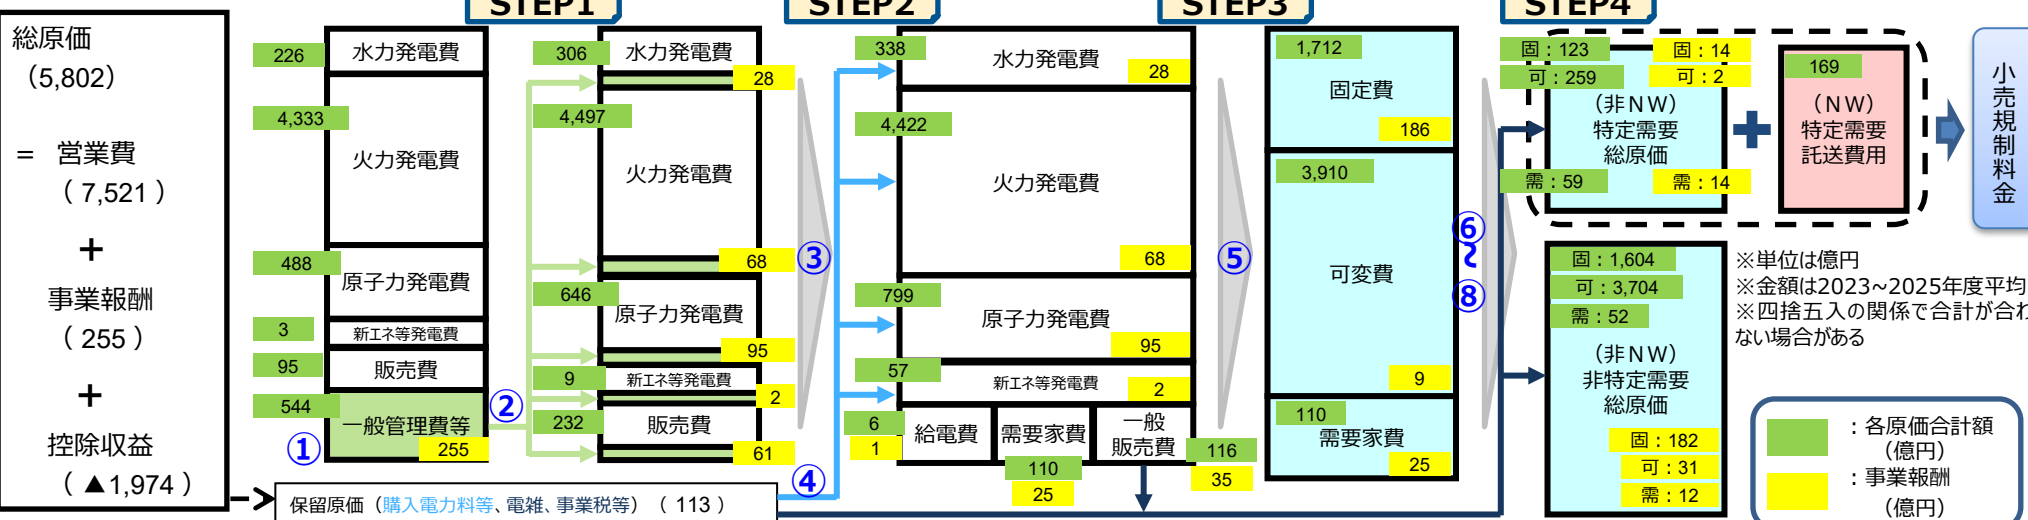 STEP1
STEP2
STEP3
STEP4
総原価
（5,802）
= 営業費
（ 7,521 ）
+
事業報酬
（ 255 ）
+
控除収益
（ ▲1,974 ）
226
水力発電費
4,333
火力発電費
488
原子力発電費
3
新エネ等発電費
95
販売費
544
一般管理費等
255
①
②
306
水力発電費
28
4,497
火力発電費
68
646
原子力発電費
95
9
新エネ等発電費
2
232
販売費
61
③
④
保留原価（購入電力料等、電雑、事業税等）（ 113 ）
338
水力発電費
28
4,422
火力発電費
68
799
原子力発電費
95
57
新エネ等発電費
2
6
給電費
1
需要家費
110
25
一般
販売費
116
35
⑤
1,712
固定費
186
3,910
可変費
9
110
需要家費
25
⑥
~
⑧
固：123
固：14
可：259
可：2
（非ＮＷ）
特定需要
総原価
需：59
需：14
169
（ＮＷ）
特定需要
託送費用
小売規制料金
固：1,604
可：3,704
需：52
（非ＮＷ）
非特定需要
総原価
固：182
可：31
需：12
※単位は億円
※金額は2023~2025年度平均
※四捨五入の関係で合計が合わ
ない場合がある
：各原価合計額
（億円）
：事業報酬
（億円）